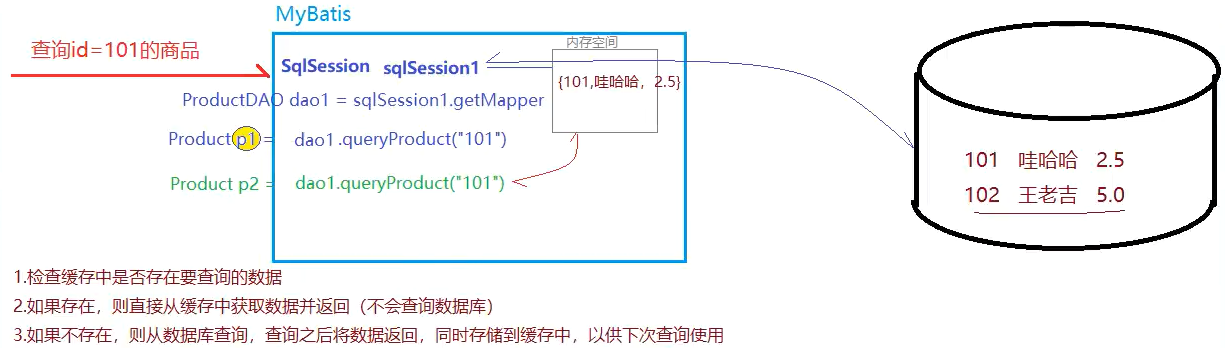 MyBatis
查询id=101的商品
内存空间
SqlSession sqlSession1
{101,哇哈哈，2.5}
ProductDAO dao1 = sqlSession1.getMapper
Product p1 = dao1.queryProduct("101")
Product p2 = dao1.queryProduct("101")
101 哇哈哈 2.5
102 王老吉 5.0
1.检查缓存中是否存在要查询的数据
2.如果存在，则直接从缓存中获取数据并返回（不会查询数据库）
3.如果不存在，则从数据库查询，查询之后将数据返回，同时存储到缓存中，以供下次查询使用